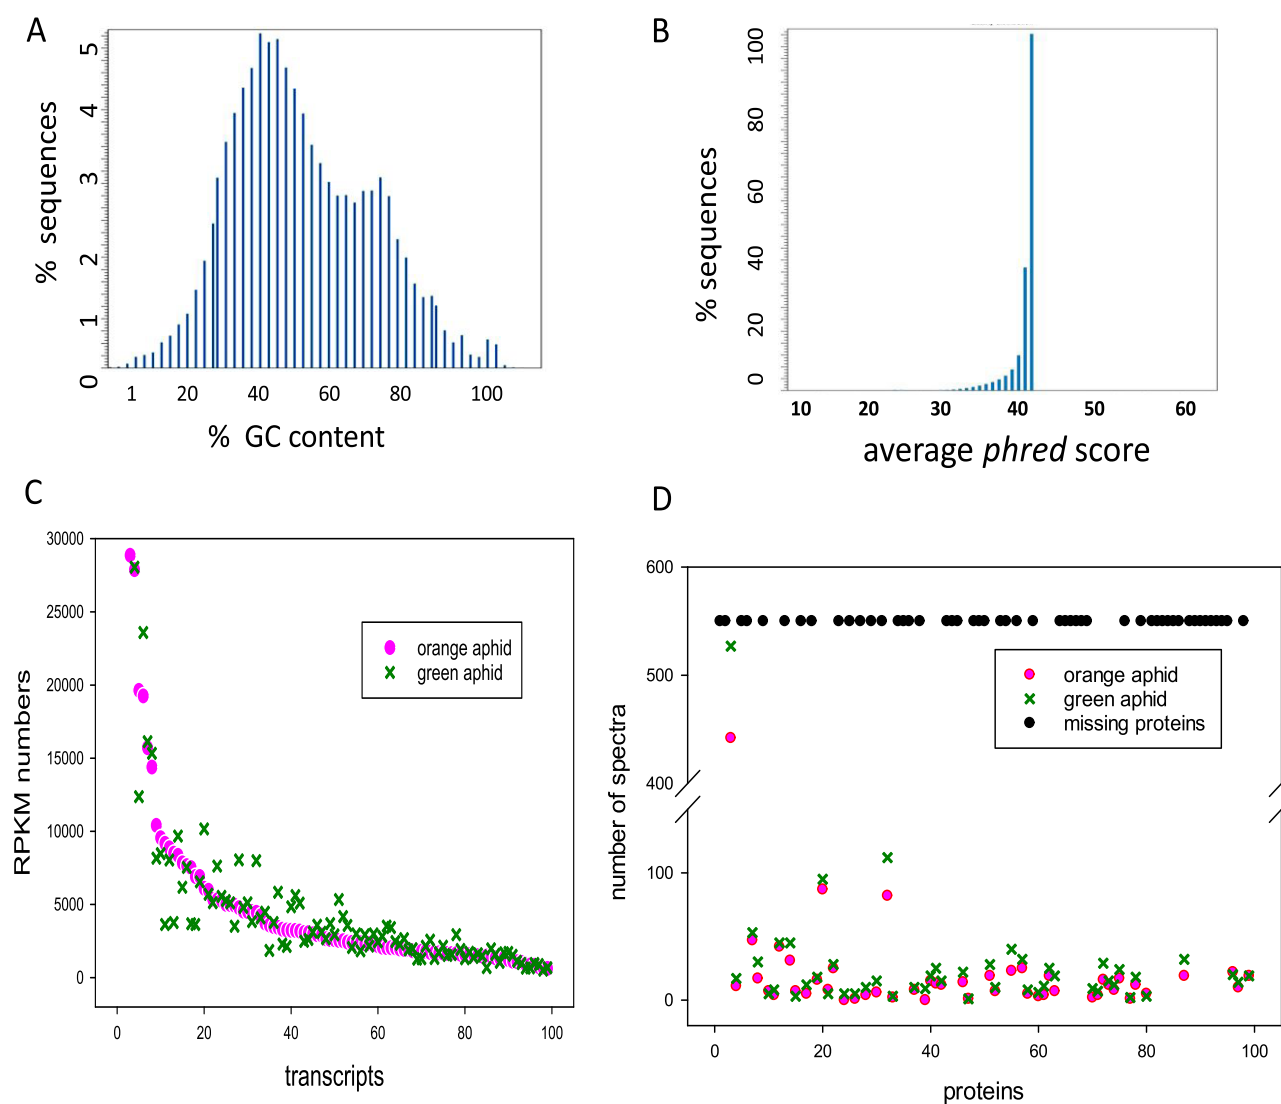 A
% sequences
5
4
3
2
1
0
1 20 40 60 80 100
% GC content
B
% sequences
100
80
60
40
20
0
10 20 30 40 50 60
average phred score
C
RPKM numbers
30000
25000
20000
15000
10000
5000
0
orange aphid
green aphid
0 20 40 60 80 100
transcripts
D
number of spectra
600
500
400
100
0
orange aphid
green aphid
missing proteins
0 20 40 60 80 100
proteins